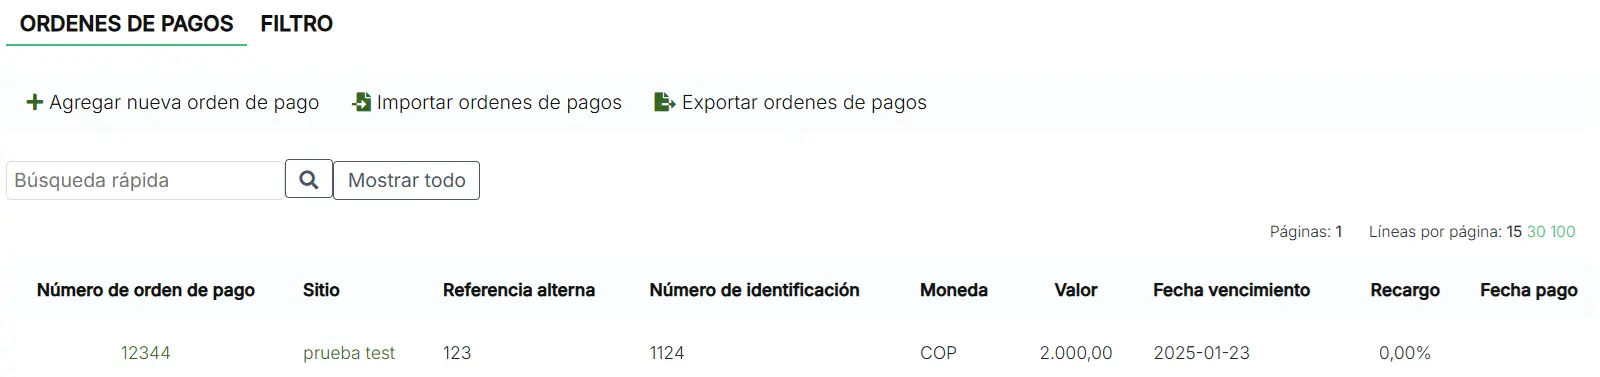 ORDENES DE PAGOS FILTRO
Agregar nueva orden de pago Importar ordenes de pagos Exportar ordenes de pagos
Búsqueda rápida Mostrar todo
Páginas: 1 Líneas por página: 15 30 100
Número de orden de pago Sitio Referencia alterna Número de identificación Moneda Valor Fecha vencimiento Recargo Fecha pago
12344 prueba test 123 1124 COP 2.000,00 2025-01-23 0,00%